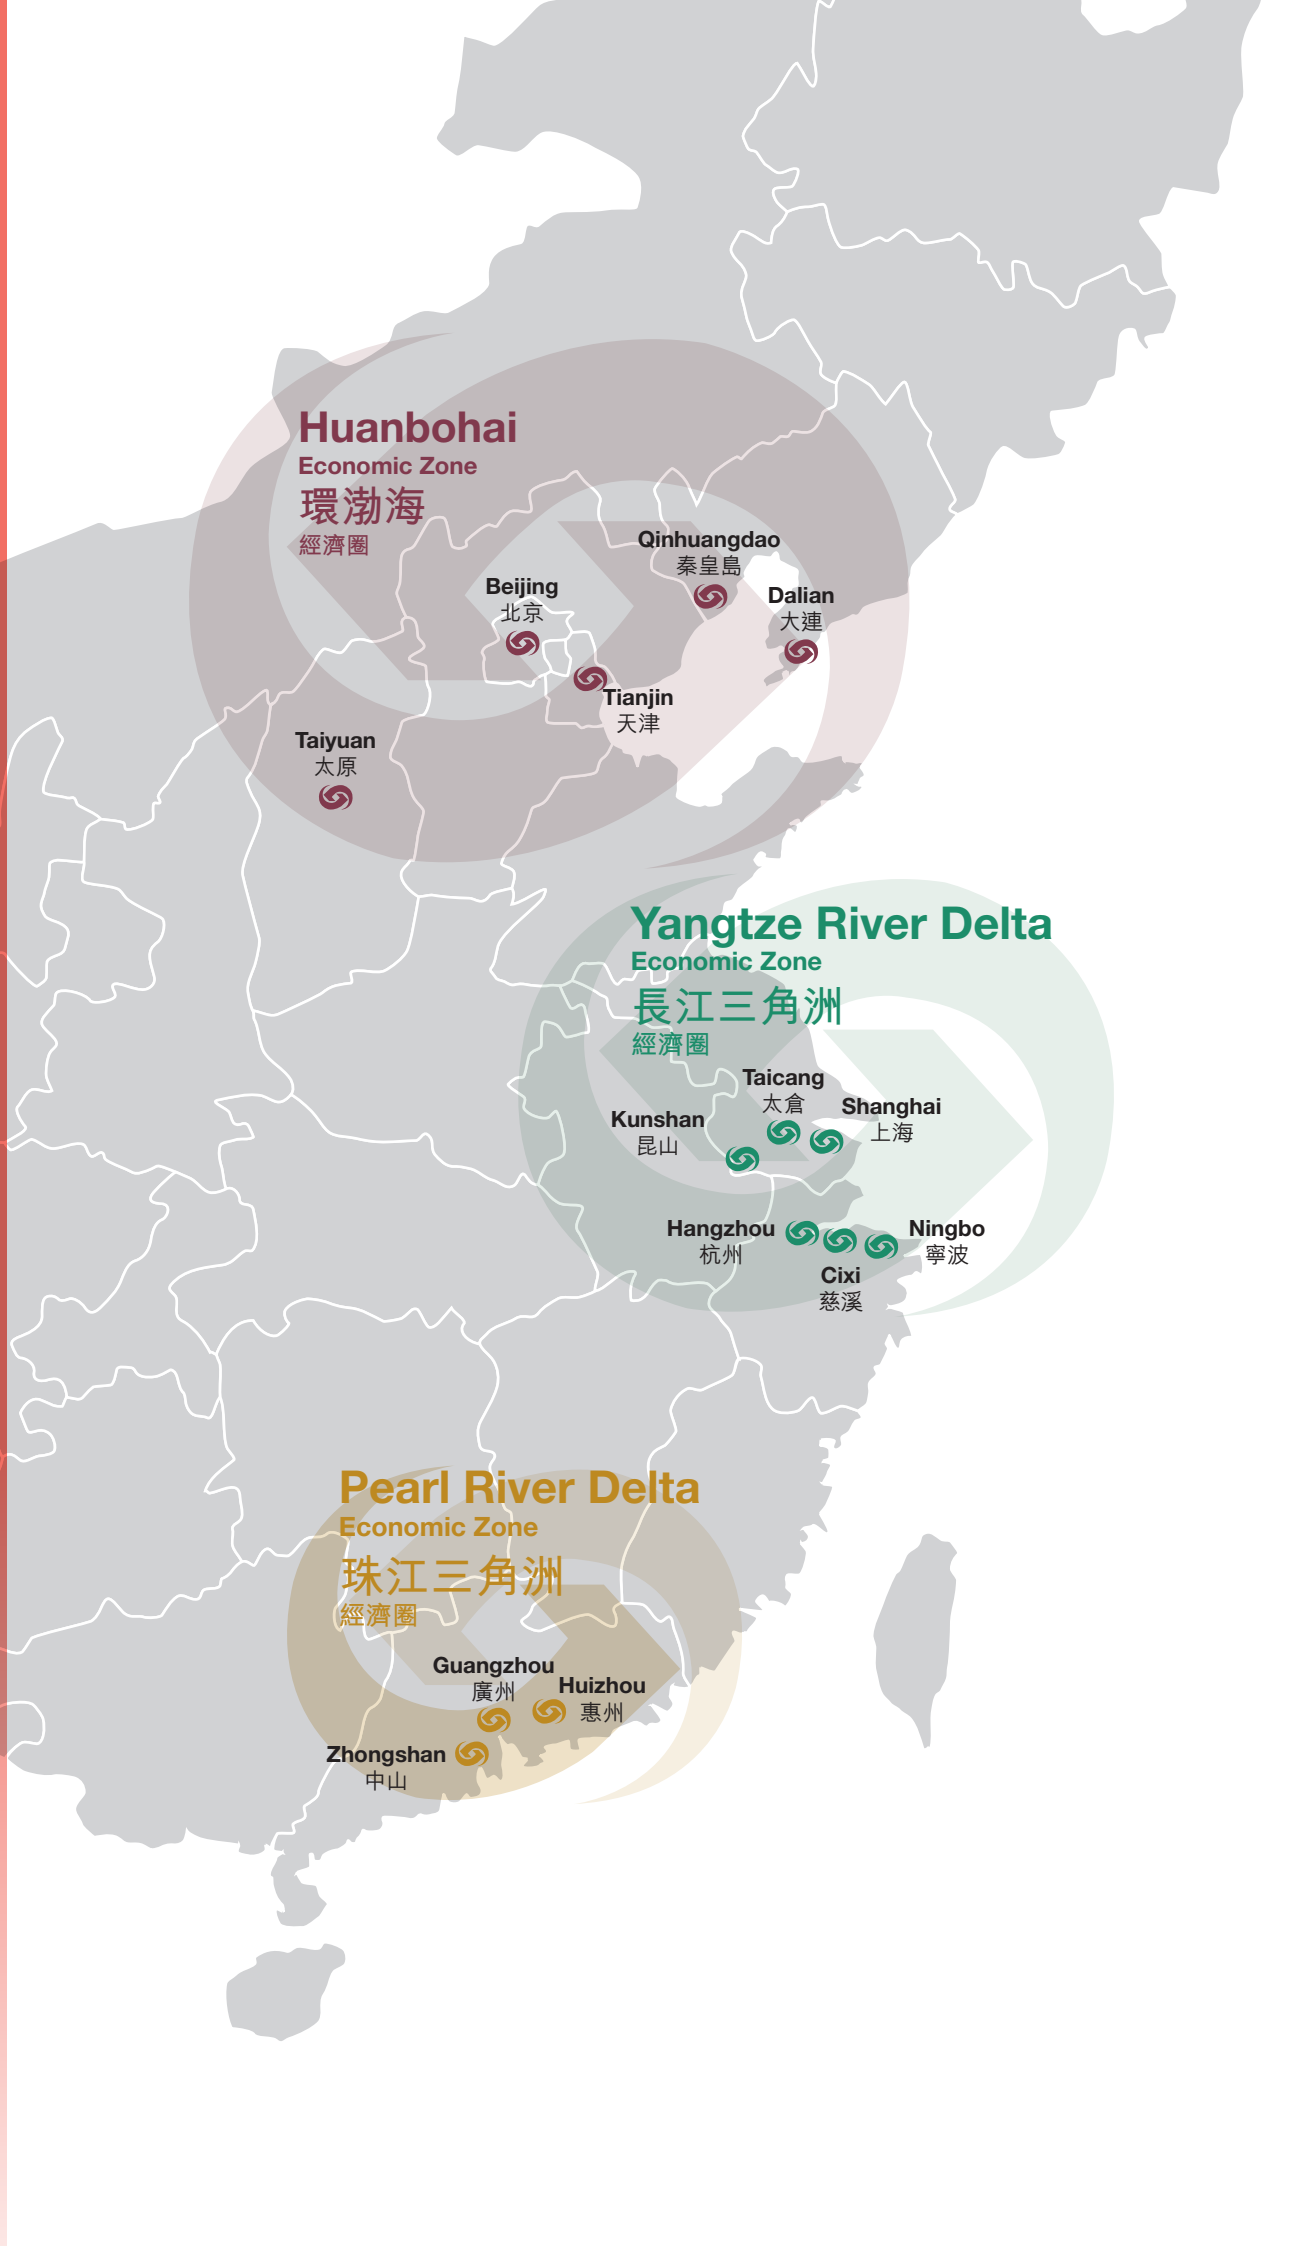 Huanbohai
Economic Zone
環渤海
經濟圈
Qinhuangdao
秦皇島
Beijing
北京
Dalian
大連
Tianjin
天津
Taiyuan
太原
Yangtze River Delta
Economic Zone
長江三角洲
經濟圈
Taicang
太倉
Shanghai
上海
Kunshan
昆山
Hangzhou
杭州
Ningbo
寧波
Cixi
慈溪
Pearl River Delta
Economic Zone
珠江三角洲
經濟圈
Guangzhou
廣州
Huizhou
惠州
Zhongshan
中山